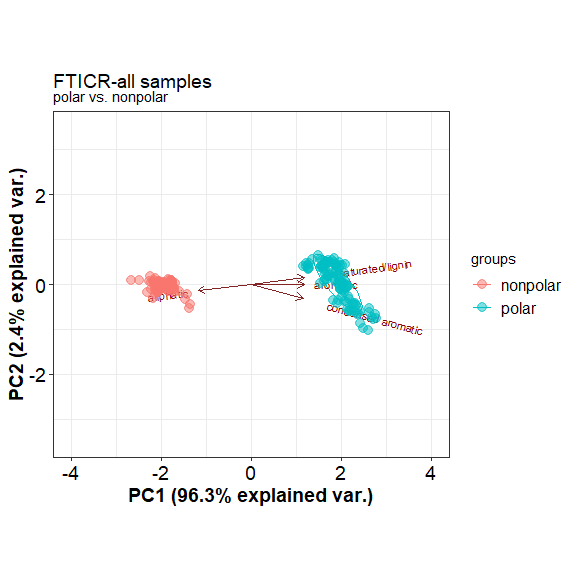 FTICR-all samples
polar vs. nonpolar
PC2 (2.4% explained var.)
2
0
-2
-4
-2
0
2
4
PC1 (96.3% explained var.)
aromatic
groups
nonpolar
polar